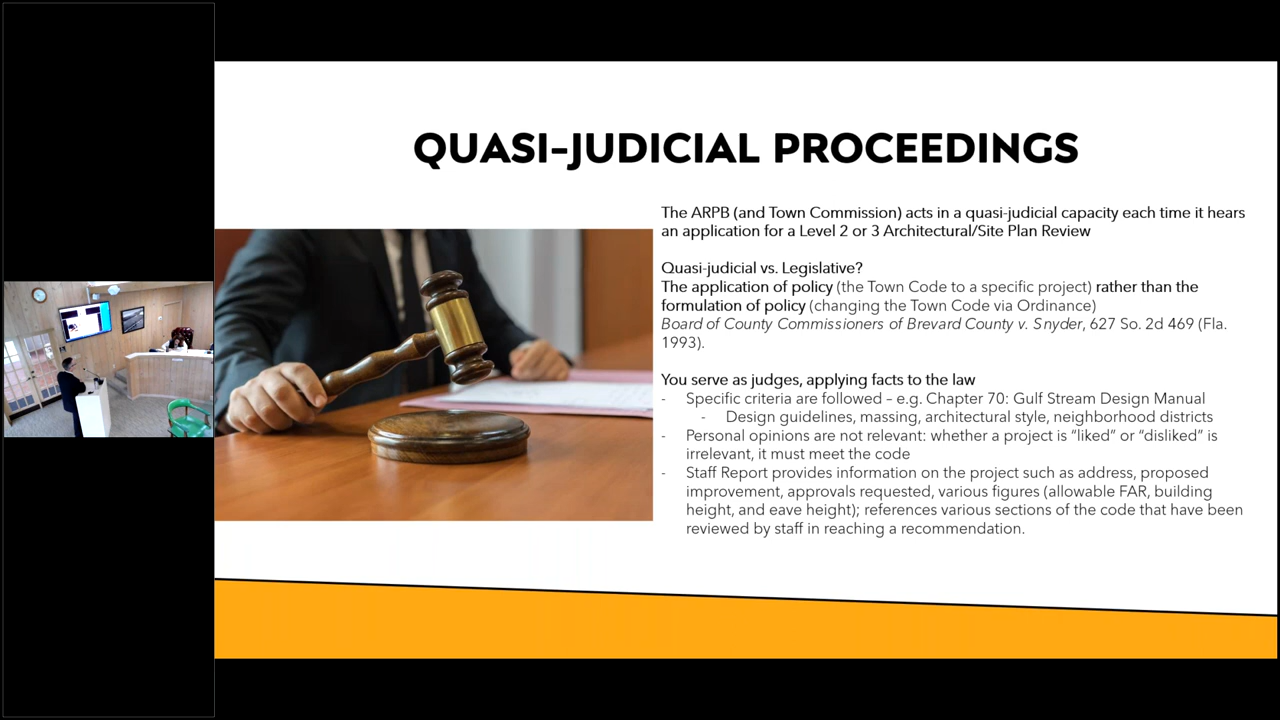 QUASI-JUDICIAL PROCEEDINGS
The ARPB (and Town Commission) acts in a quasi-judicial capacity each time it hears
an application for a Level 2 or 3 Architectural/Site Plan Review
Quasi-judicial vs. Legislative?
The application of policy (the Town Code to a specific project) rather than the
formulation of policy (changing the Town Code via Ordinance)
Board of County Commissioners of Brevard County v. Snyder, 627 So. 2d 469 (Fla.
1993).
You serve as judges, applying facts to the law
- Specific criteria are followed – e.g. Chapter 70: Gulf Stream Design Manual
- Design guidelines, massing, architectural style, neighborhood districts
- Personal opinions are not relevant: whether a project is “liked” or “disliked” is
irrelevant, it must meet the code
- Staff Report provides information on the project such as address, proposed
improvement, approvals requested, various figures (allowable FAR, building
height, and eave height); references various sections of the code that have been
reviewed by staff in reaching a recommendation.